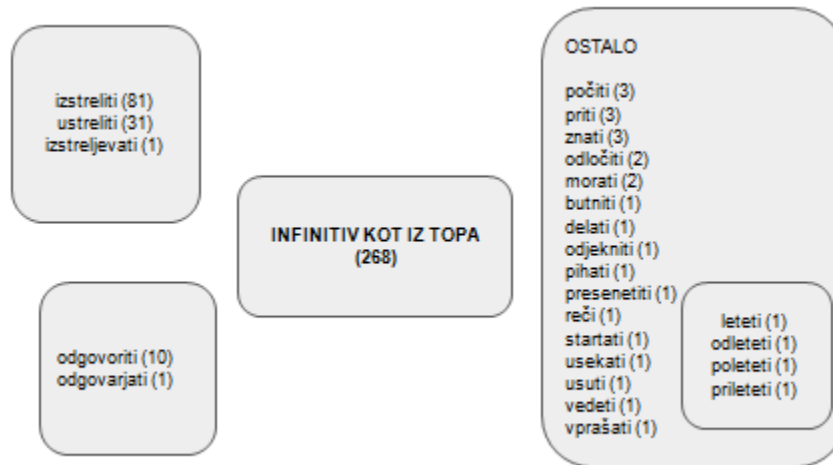 izstreliti (81)
ustreliti (31)
izstreljevati (1)
INFINITIV KOT IZ TOPA
(268)
odgovoriti (10)
odgovarjati (1)
OSTALO
počiti (3)
priti (3)
znati (3)
odločiti (2)
morati (2)
butniti (1)
delati (1)
odjekniti (1)
pihati (1)
presenetiti (1)
reči (1)
startati (1)
usekati (1)
usuti (1)
vedeti (1)
vprašati (1)
leteti (1)
odleteti (1)
poleteti (1)
prileteti (1)